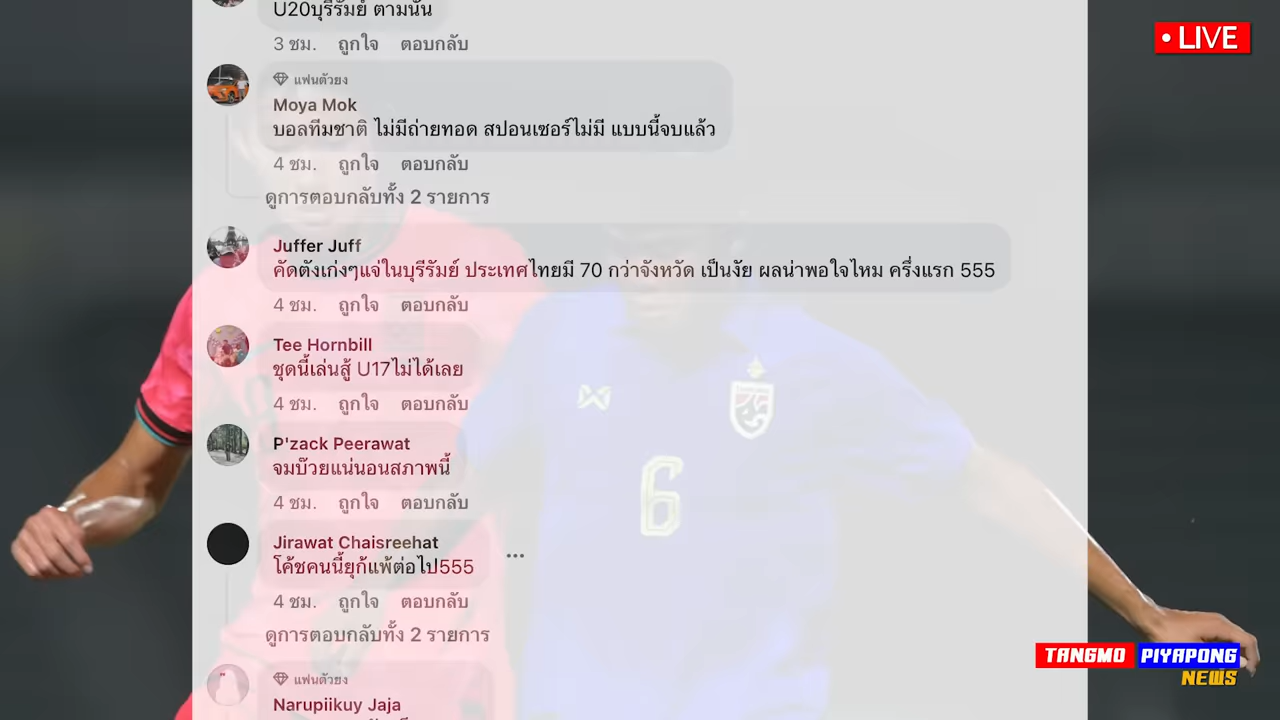 U20บุรีรัมย์ ตามนั้น
3 ชม. ถูกใจ ตอบกลับ
• LIVE
แฟนตัวยง
Moya Mok
บอลทีมชาติ ไม่มีถ่ายทอด สปอนเซอร์ไม่มี แบบนี้จบแล้ว
4 ชม. ถูกใจ ตอบกลับ
ดูการตอบกลับทั้ง 2 รายการ
Juffer Juff
คัดตังเก่งๆแจ่ในบุรีรัมย์ ประเทศไทยมี 70 กว่าจังหวัด เป็นงัย ผลน่าพอใจไหม ครึ่งแรก 555
4 ชม. ถูกใจ ตอบกลับ
Tee Hornbill
ชุดนี้เล่นสู้ U17ไม่ได้เลย
4 ชม. ถูกใจ ตอบกลับ
P'zack Peerawat
จมบ๊วยแน่นอนสภาพนี้
4 ชม. ถูกใจ ตอบกลับ
Jirawat Chaisreehat
โค้ชคนนี้ยุก้แพ้ต่อไป555
4 ชม. ถูกใจ ตอบกลับ
ดูการตอบกลับทั้ง 2 รายการ
แฟนตัวยง
Narupiikuy Jaja
6
TANGMO PIYAPONG
NEWS